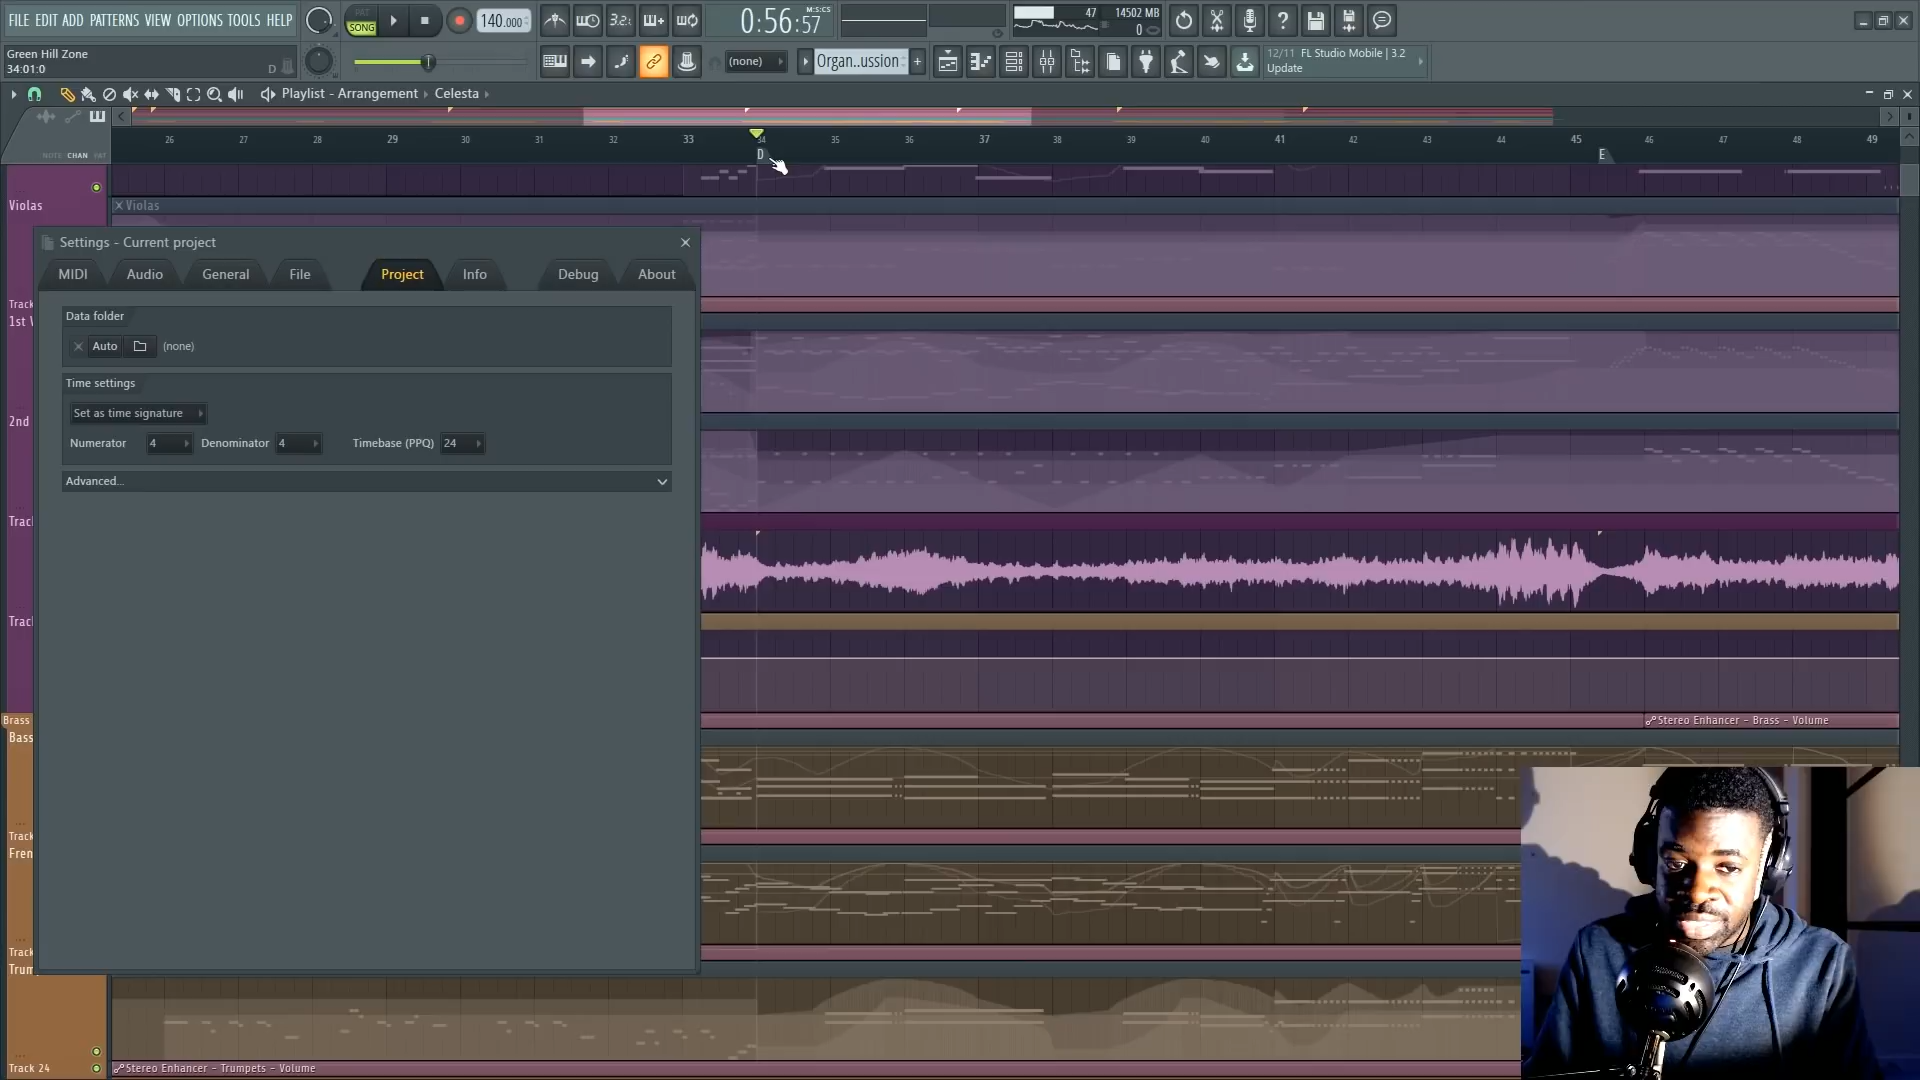 FILE EDIT ADD PATTERNS VIEW OPTIONS TOOLS HELP
PAT
SONG
140.000
3.2
0:56:57
M:S:CS
47
14502 MB
0
Green Hill Zone
34:01:0
D
(none)
Organ..ussion
12/11 FL Studio Mobile | 3.2
Update
Playlist - Arrangement
Celesta
NOTE CHAN PAT
26 27 28 29 30 31 32 33 34 35 36 37 38 39 40 41 42 43 44 45 46 47 48 49
D
E
Violas
Violas
Settings - Current project
MIDI
Audio
General
File
Project
Info
Debug
About
Data folder
Auto
(none)
Time settings
Set as time signature
Numerator
4
Denominator
4
Timebase (PPQ)
24
Advanced...
Track
1st
2nd
Trac
Trac
Brass
Stereo Enhancer - Brass - Volume
Bass
Track
Fren
Track
Trum
Track 24
Stereo Enhancer - Trumpets - Volume